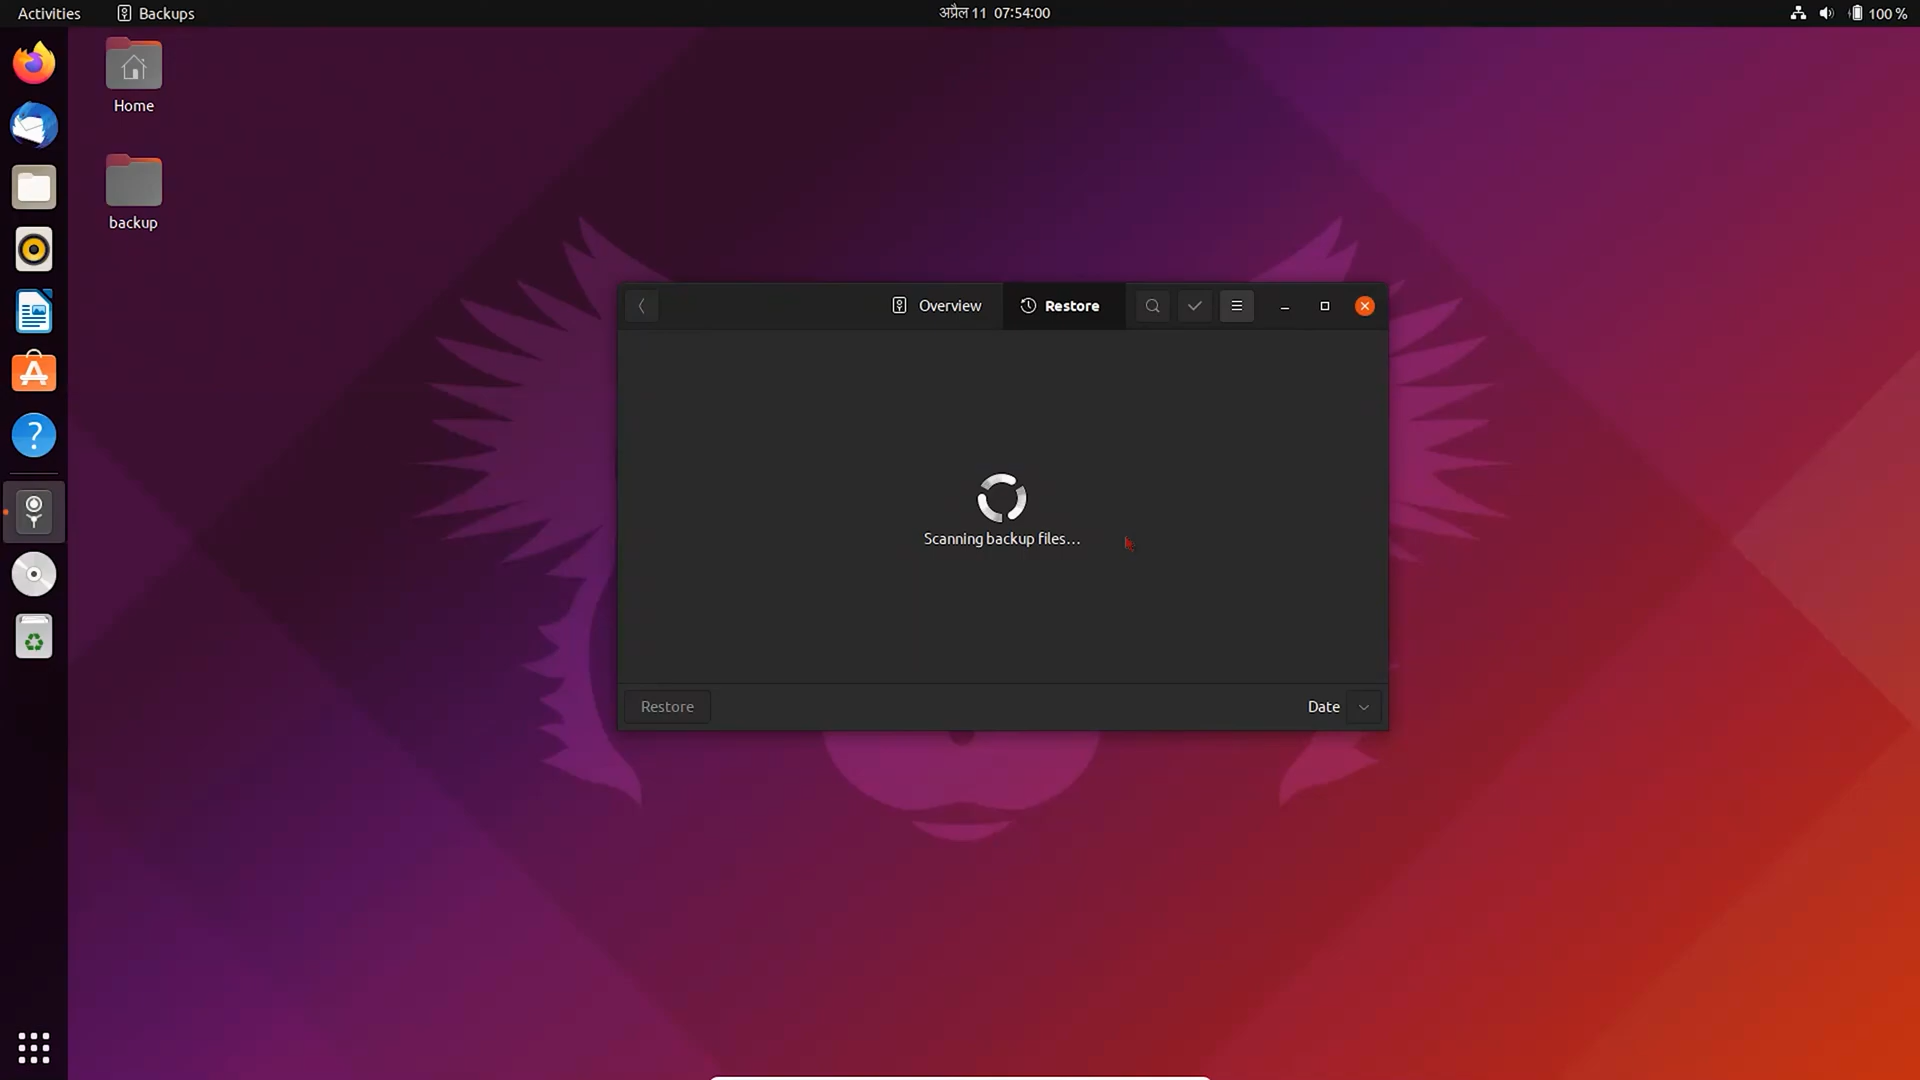 Activities
Backups
अप्रैल 11 07:54:00
100 %
Home
backup
Overview
Restore
Scanning backup files...
Restore
Date